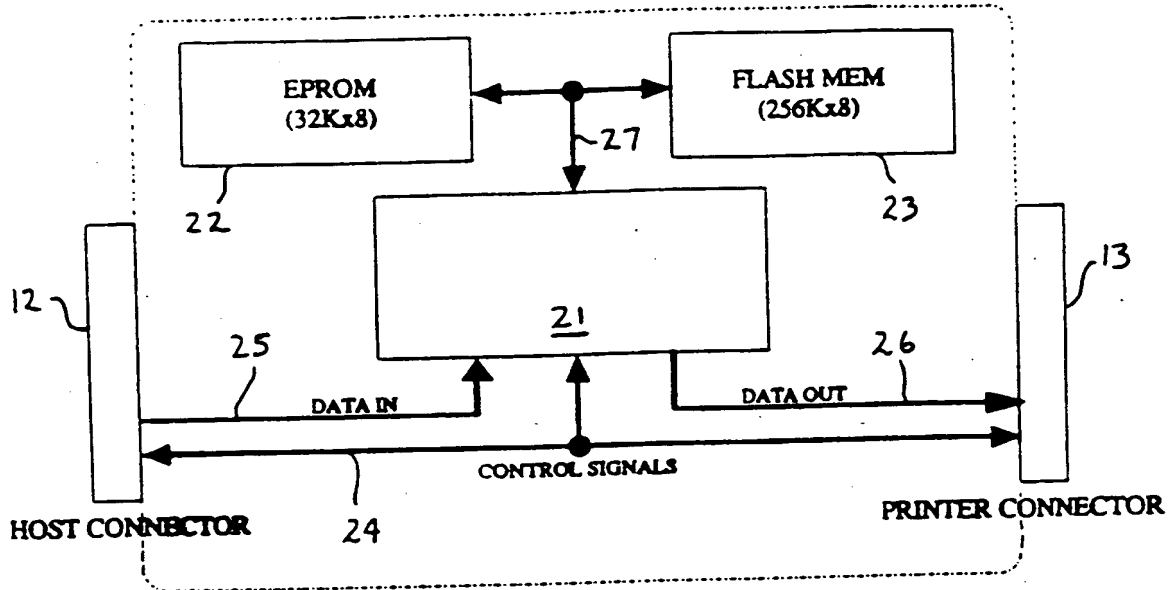 EPROM
(32Kx8)
FLASH MEM
(256Kx8)
27
22
23
12
13
21
25
26
DATA IN
DATA OUT
CONTROL SIGNALS
HOST CONNECTOR
24
PRINTER CONNECTOR